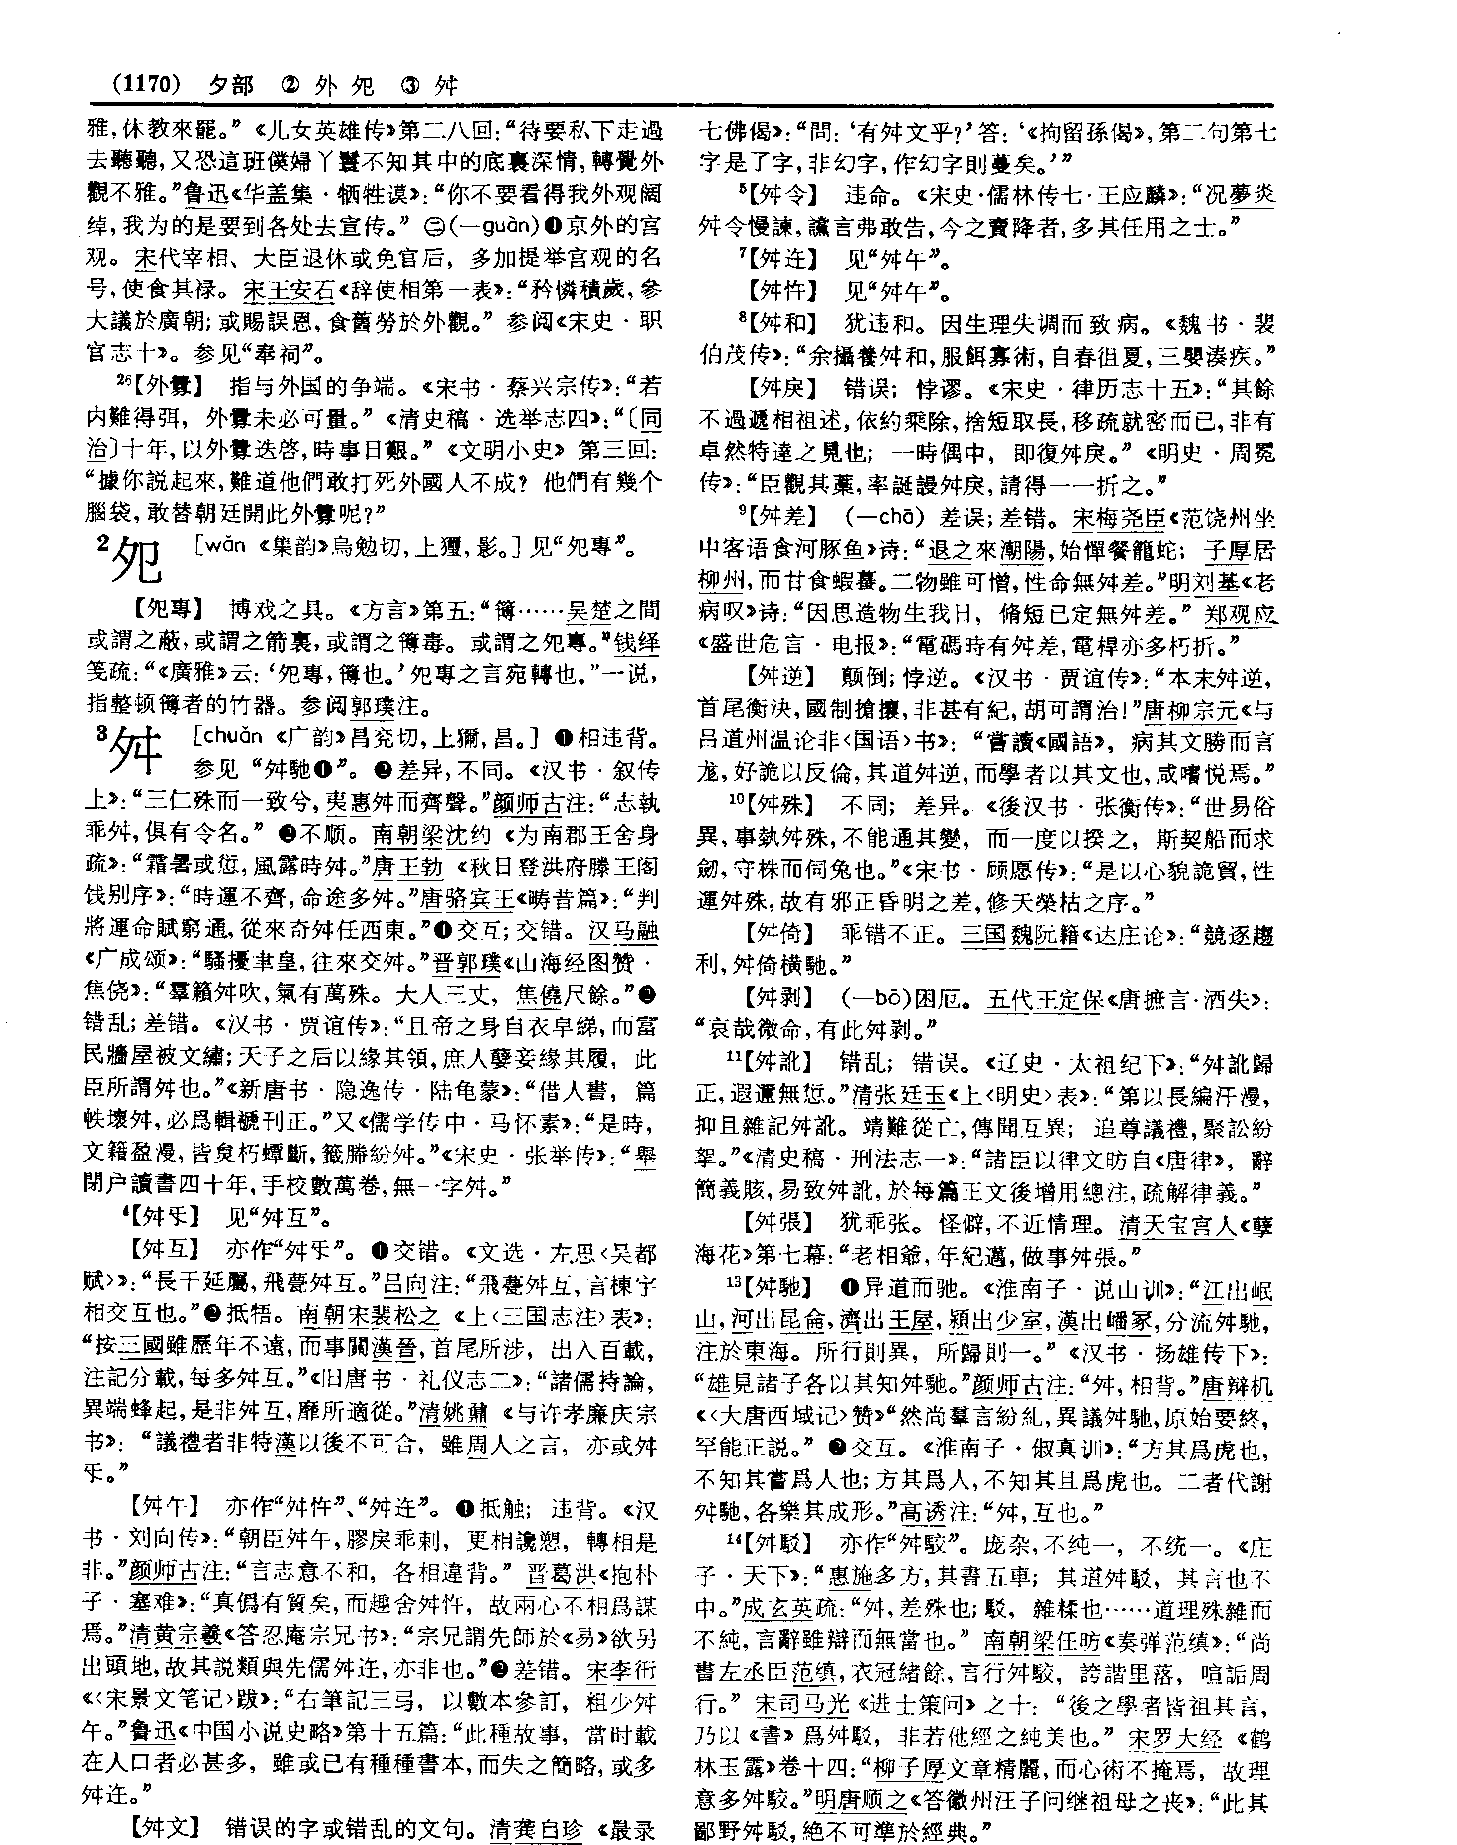 (1170) 夕部 ② 外 夗 ③ 舛
雅,休教來罷。”《儿女英雄传》第二八回:“待要私下走過
去聽聽,又恐這班僕婦丫鬟不知其中的底裏深情,轉覺外
觀不雅。”鲁迅《华盖集·牺牲谟》:“你不要看得我外观阔
绰,我为的是要到各处去宣传。” ㊁(—guàn)❶京外的宫
观。宋代宰相、大臣退休或免官后,多加提举宫观的名
号,使食其禄。宋王安石《辞使相第一表》:“矜憐積歲,參
大議於廣朝;或賜誤恩,食舊勞於外觀。”参阅《宋史·职
官志十》。参见“奉祠”。
26【外釁】 指与外国的争端。《宋书·蔡兴宗传》:“若
内難得弭,外釁未必可量。”《清史稿·选举志四》:“〔同
治〕十年,以外釁迭啓,時事日艱。”《文明小史》第三回:
“據你説起來,難道他們敢打死外國人不成?他們有幾个
腦袋,敢替朝廷開此外釁呢?”
2夗 [wǎn《集韵》烏勉切,上獮,影。]见“夗專”。
【夗專】 博戏之具。《方言》第五:“簙……吴楚之間
或謂之蔽,或謂之箭裏,或謂之簙毒。或謂之夗專。”钱绎
笺疏:“《廣雅》云:‘夗專,簙也。’夗專之言宛轉也。”一说,
指整顿簙者的竹器。参阅郭璞注。
3舛 [chuǎn《广韵》昌兖切,上獮,昌。] ❶相违背。
参见“舛馳❶”。❷差异,不同。《汉书·叙传
上》:“三仁殊而一致兮,夷惠舛而齊聲。”颜师古注:“志執
乖舛,俱有令名。” ❸不顺。南朝梁沈约《为南郡王舍身
疏》:“霜暑或愆,風露時舛。”唐王勃《秋日登洪府滕王阁
饯别序》:“時運不齊,命途多舛。”唐骆宾王《畴昔篇》:“判
將運命賦窮通,從來奇舛任西東。”❹交互;交错。汉马融
《广成颂》:“騷擾聿皇,往來交舛。”晋郭璞《山海经图赞·
焦侥》:“羣籟舛吹,氣有萬殊。大人三丈,焦僥尺餘。”❺
错乱;差错。《汉书·贾谊传》:“且帝之身自衣皁綈,而富
民牆屋被文繡;天子之后以緣其領,庶人孽妾緣其履,此
臣所謂舛也。”《新唐书·隐逸传·陆龟蒙》:“借人書,篇
帙壞舛,必爲輯褫刊正。”又《儒学传中·马怀素》:“是時,
文籍盈漫,皆炱朽蟫斷,籤幐紛舛。”《宋史·张举传》:“舉
閉户讀書四十年,手校數萬卷,無一字舛。”
4【舛㸦】 见“舛互”。
【舛互】 亦作“舛㸦”。❶交错。《文选·左思〈吴都
赋〉》:“長干延屬,飛甍舛互。”吕向注:“飛甍舛互,言棟宇
相交互也。”❷抵牾。南朝宋裴松之《上〈三国志注〉表》:
“按三國雖歷年不遠,而事關漢晉,首尾所涉,出入百載,
注記分載,每多舛互。”《旧唐书·礼仪志二》:“諸儒持論,
異端蜂起,是非舛互,靡所適從。”清姚鼐《与许孝廉庆宗
书》:“議禮者非特漢以後不可合,雖周人之言,亦或舛
㸦。”
【舛午】 亦作“舛忤”、“舛迕”。❶抵触;违背。《汉
书·刘向传》:“朝臣舛午,膠戾乖剌,更相讒愬,轉相是
非。”颜师古注:“言志意不和,各相違背。”晋葛洪《抱朴
子·塞难》:“真僞有質矣,而趣舍舛忤,故兩心不相爲謀
焉。”清黄宗羲《答忍庵宗兄书》:“宗兄謂先師於《易》欲另
出頭地,故其説類與先儒舛迕,亦非也。”❷差错。宋李衎
《〈宋景文笔记〉跋》:“右筆記三弓,以數本參訂,粗少舛
午。”鲁迅《中国小说史略》第十五篇:“此種故事,當时載
在人口者必甚多,雖或已有種種書本,而失之簡略,或多
舛迕。”
【舛文】 错误的字或错乱的文句。清龚自珍《最录
七佛偈》:“問:‘有舛文乎?’答:‘《拘留孫偈》,第二句第七
字是了字,非幻字,作幻字則蔓矣。’”
5【舛令】 违命。《宋史·儒林传七·王应麟》:“况夢炎
舛令慢諫,讜言弗敢告,今之賣降者,多其任用之士。”
7【舛迕】 见“舛午”。
【舛忤】 见“舛午”。
8【舛和】 犹违和。因生理失调而致病。《魏书·裴
伯茂传》:“余攝養舛和,服餌寡術,自春徂夏,三嬰湊疾。”
【舛戾】 错误;悖谬。《宋史·律历志十五》:“其餘
不過遞相祖述,依約乘除,捨短取長,移疏就密而已,非有
卓然特達之見也;一時偶中,即復舛戾。”《明史·周冕
传》:“臣觀其藁,率誕謾舛戾,請得一一折之。”
9【舛差】 (—chā)差误;差错。宋梅尧臣《范饶州坐
中客语食河豚鱼》诗:“退之來潮陽,始憚餐籠蛇;子厚居
柳州,而甘食蝦蟇。二物雖可憎,性命無舛差。”明刘基《老
病叹》诗:“因思造物生我日,脩短已定無舛差。”郑观应
《盛世危言·电报》:“電碼時有舛差,電桿亦多朽折。”
【舛逆】 颠倒;悖逆。《汉书·贾谊传》:“本末舛逆,
首尾衡決,國制搶攘,非甚有紀,胡可謂治!”唐柳宗元《与
吕道州温论非〈国语〉书》:“嘗讀《國語》,病其文勝而言
尨,好詭以反倫,其道舛逆,而學者以其文也,咸嗜悦焉。”
10【舛殊】 不同;差异。《後汉书·张衡传》:“世易俗
異,事埶舛殊,不能通其變,而一度以揆之,斯契船而求
劒,守株而伺兔也。”《宋书·顾愿传》:“是以心貌詭貿,性
運舛殊,故有邪正昏明之差,修夭榮枯之序。”
【舛倚】 乖错不正。三国魏阮籍《达庄论》:“競逐趨
利,舛倚横馳。”
【舛剥】 (—bō)困厄。五代王定保《唐摭言·洒失》:
“哀哉微命,有此舛剥。”
11【舛訛】 错乱;错误。《辽史·太祖纪下》:“舛訛歸
正,遐邇無愆。”清张廷玉《上〈明史〉表》:“第以長編汗漫,
抑且雜記舛訛。靖難從亡,傳聞互異;追尊議禮,聚訟紛
挐。”《清史稿·刑法志一》:“諸臣以律文昉自《唐律》,辭
簡義賅,易致舛訛,於每篇正文後增用總注,疏解律義。”
【舛張】 犹乖张。怪僻,不近情理。清天宝宫人《孽
海花》第七幕:“老相爺,年紀邁,做事舛張。”
13【舛馳】 ❶异道而驰。《淮南子·说山训》:“江出岷
山,河出昆侖,濟出王屋,潁出少室,漢出嶓冢,分流舛馳,
注於東海。所行則異,所歸則一。”《汉书·扬雄传下》:
“雄見諸子各以其知舛馳。”颜师古注:“舛,相背。”唐辩机
《〈大唐西域记〉赞》“然尚羣言紛糺,異議舛馳,原始要終,
罕能正説。” ❷交互。《淮南子·俶真训》:“方其爲虎也,
不知其嘗爲人也;方其爲人,不知其且爲虎也。二者代謝
舛馳,各樂其成形。”高诱注:“舛,互也。”
14【舛駁】 亦作“舛駮”。庞杂,不纯一,不统一。《庄
子·天下》:“惠施多方,其書五車;其道舛駁,其言也不
中。”成玄英疏:“舛,差殊也;駁,雜糅也……道理殊雜而
不純,言辭雖辯而無當也。”南朝梁任昉《奏弹范缜》:“尚
書左丞臣范缜,衣冠緒餘,言行舛駮,誇諧里落,喧訴周
行。”宋司马光《进士策问》之十:“後之學者皆祖其言,
乃以《書》爲舛駮,非若他經之純美也。”宋罗大经《鹤
林玉露》卷十四:“柳子厚文章精麗,而心術不掩焉,故理
意多舛駮。”明唐顺之《答徽州汪子问继祖母之丧》:“此其
鄙野舛駁,絶不可準於經典。”